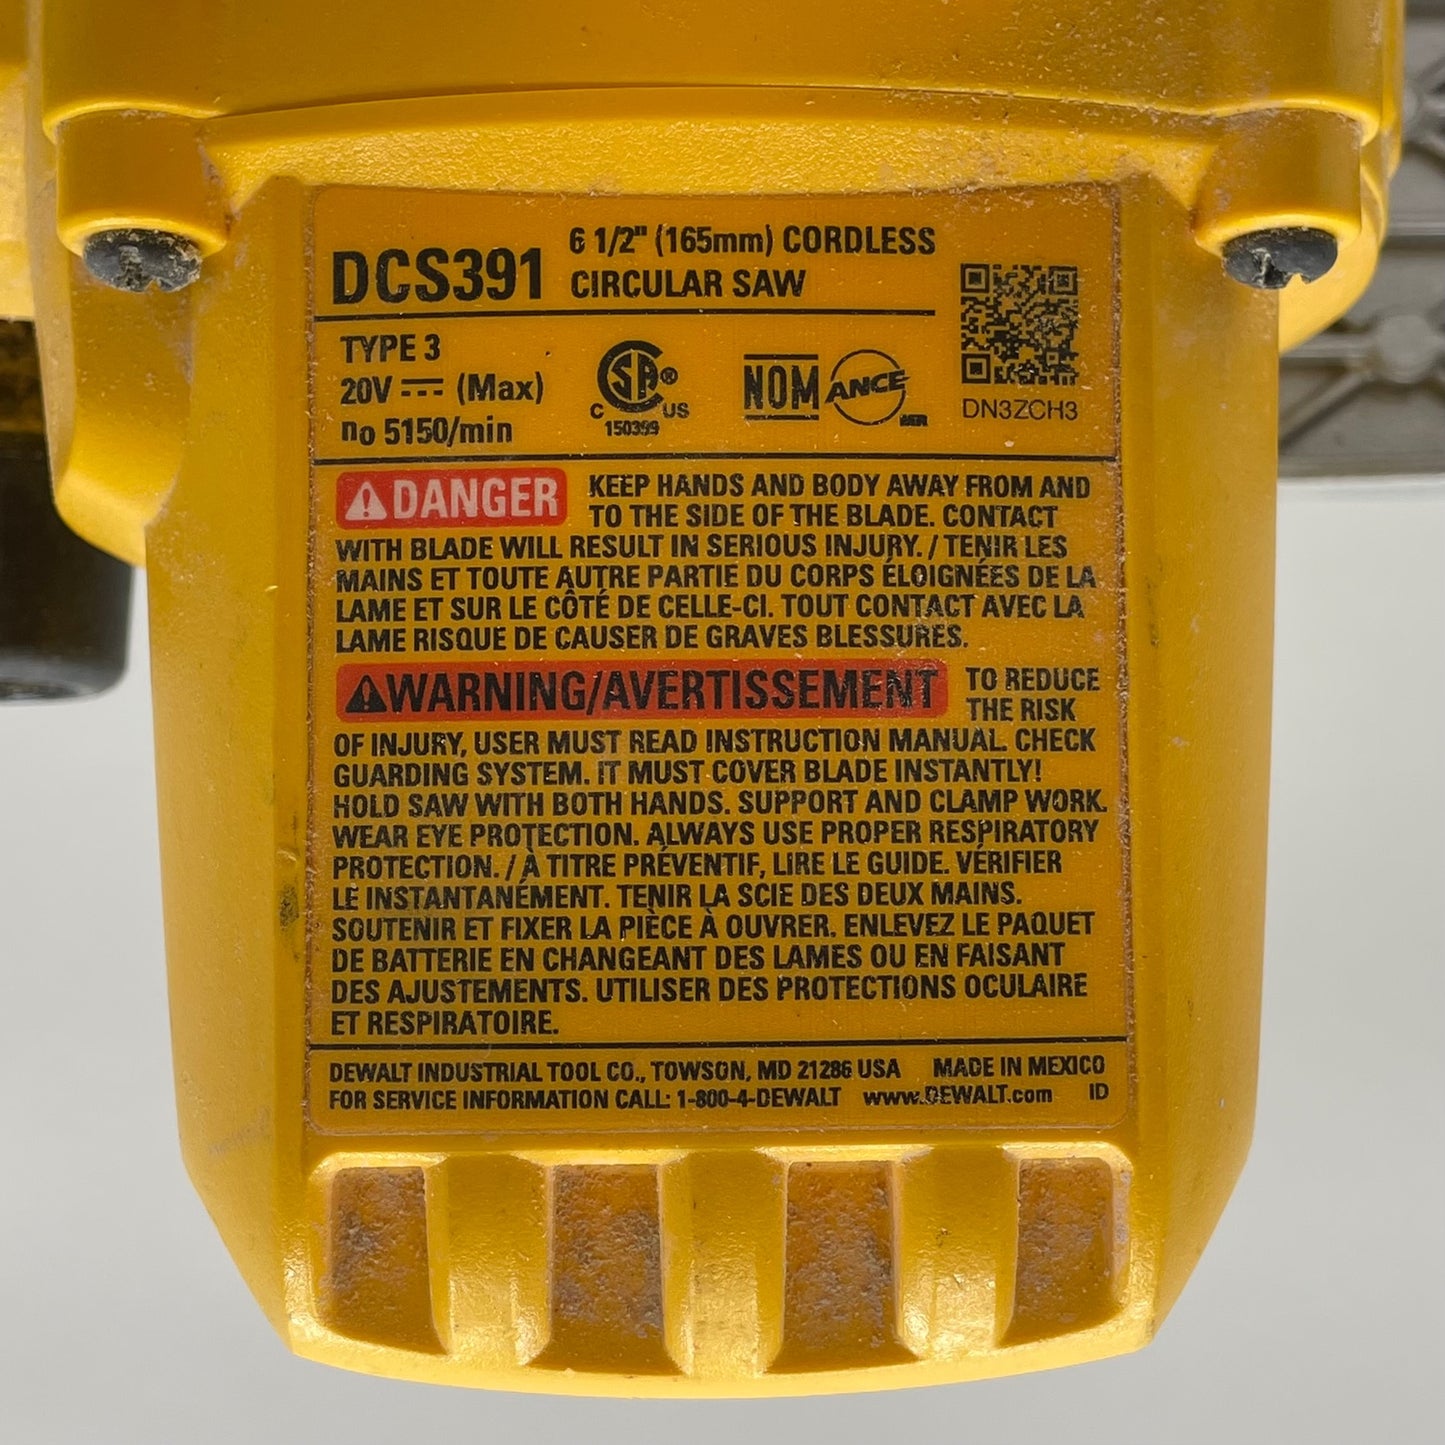 DCS391
6 1/2" (165mm) CORDLESS
CIRCULAR SAW
TYPE 3
20V (Max)
no 5150/min
CSA®
C US
150399
NOM
ANCE
MR
DN3ZCH3
DANGER KEEP HANDS AND BODY AWAY FROM AND
TO THE SIDE OF THE BLADE. CONTACT
WITH BLADE WILL RESULT IN SERIOUS INJURY. / TENIR LES
MAINS ET TOUTE AUTRE PARTIE DU CORPS ÉLOIGNÉES DE LA
LAME ET SUR LE CÔTÉ DE CELLE-CI. TOUT CONTACT AVEC LA
LAME RISQUE DE CAUSER DE GRAVES BLESSURES.
WARNING/AVERTISSEMENT TO REDUCE
THE RISK
OF INJURY, USER MUST READ INSTRUCTION MANUAL. CHECK
GUARDING SYSTEM. IT MUST COVER BLADE INSTANTLY!
HOLD SAW WITH BOTH HANDS. SUPPORT AND CLAMP WORK.
WEAR EYE PROTECTION. ALWAYS USE PROPER RESPIRATORY
PROTECTION. / À TITRE PRÉVENTIF, LIRE LE GUIDE. VÉRIFIER
LE INSTANTANÉMENT. TENIR LA SCIE DES DEUX MAINS.
SOUTENIR ET FIXER LA PIÈCE À OUVRER. ENLEVEZ LE PAQUET
DE BATTERIE EN CHANGEANT DES LAMES OU EN FAISANT
DES AJUSTEMENTS. UTILISER DES PROTECTIONS OCULAIRE
ET RESPIRATOIRE.
DEWALT INDUSTRIAL TOOL CO., TOWSON, MD 21286 USA MADE IN MEXICO
FOR SERVICE INFORMATION CALL: 1-800-4-DEWALT www.DEWALT.com ID